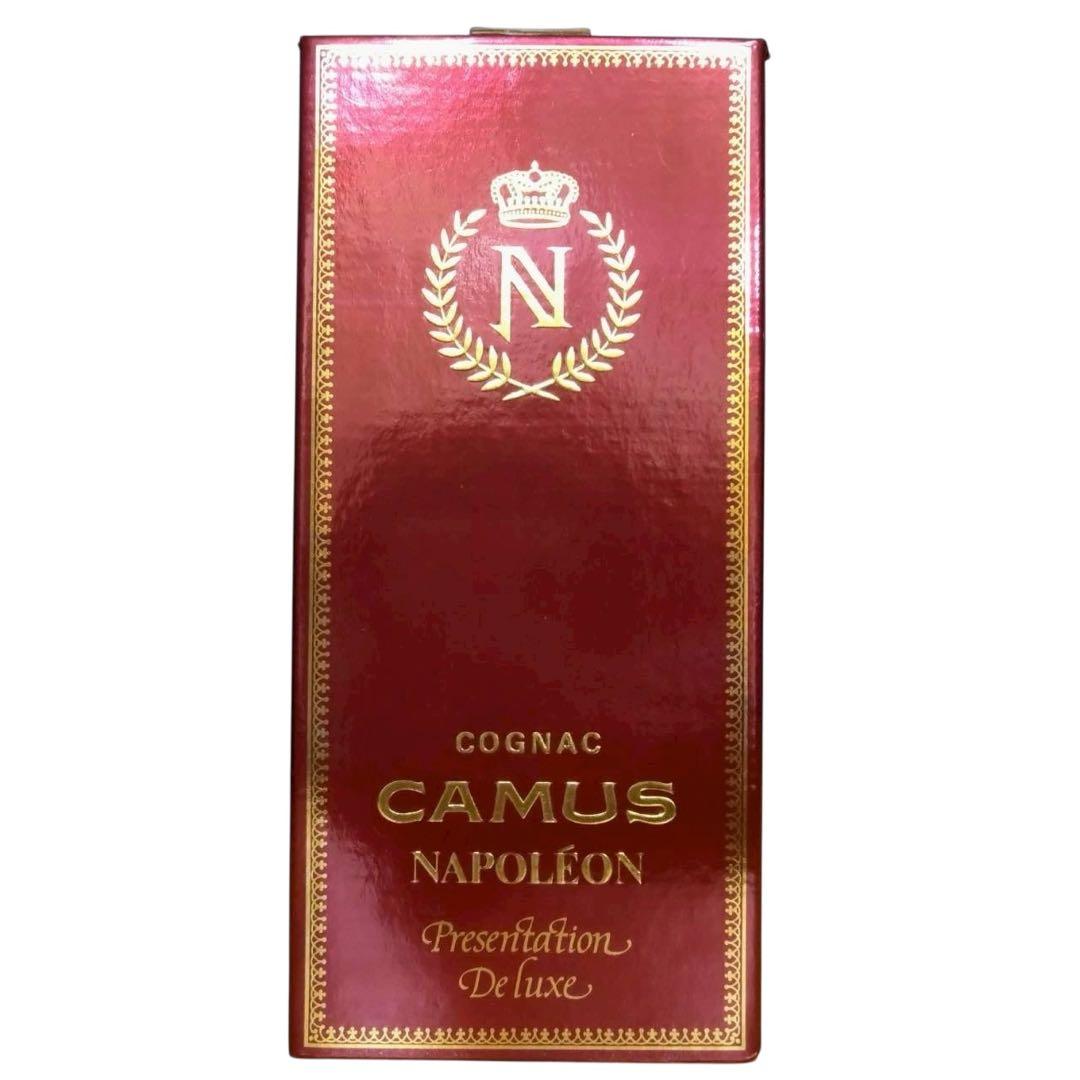 N
COGNAC
CAMUS
NAPOLÉON
Presentation
De luxe